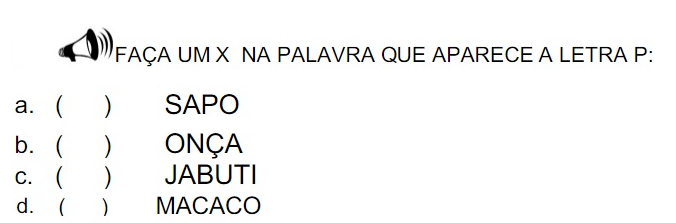 FAÇA UM X NA PALAVRA QUE APARECE A LETRA P:
a. ( ) SAPO
b. ( ) ONÇA
c. ( ) JABUTI
d. ( ) MACACO